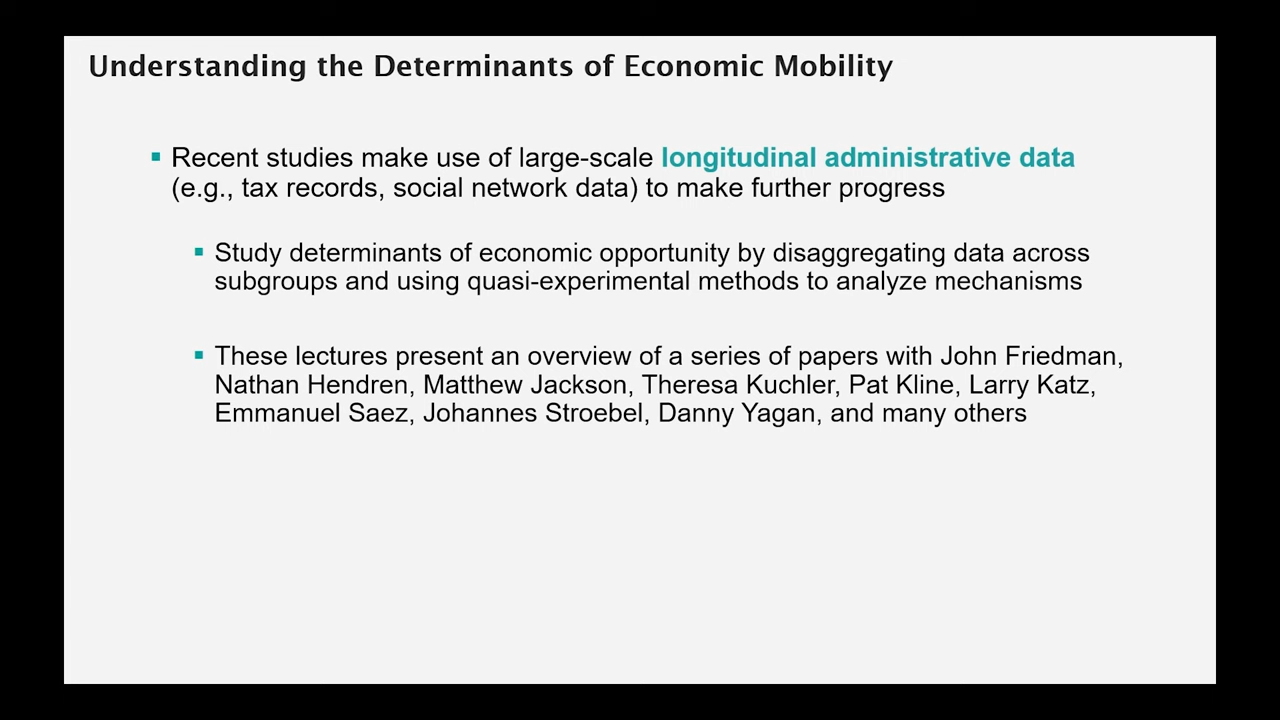 Understanding the Determinants of Economic Mobility
Recent studies make use of large-scale longitudinal administrative data
(e.g., tax records, social network data) to make further progress
Study determinants of economic opportunity by disaggregating data across
subgroups and using quasi-experimental methods to analyze mechanisms
These lectures present an overview of a series of papers with John Friedman,
Nathan Hendren, Matthew Jackson, Theresa Kuchler, Pat Kline, Larry Katz,
Emmanuel Saez, Johannes Stroebel, Danny Yagan, and many others